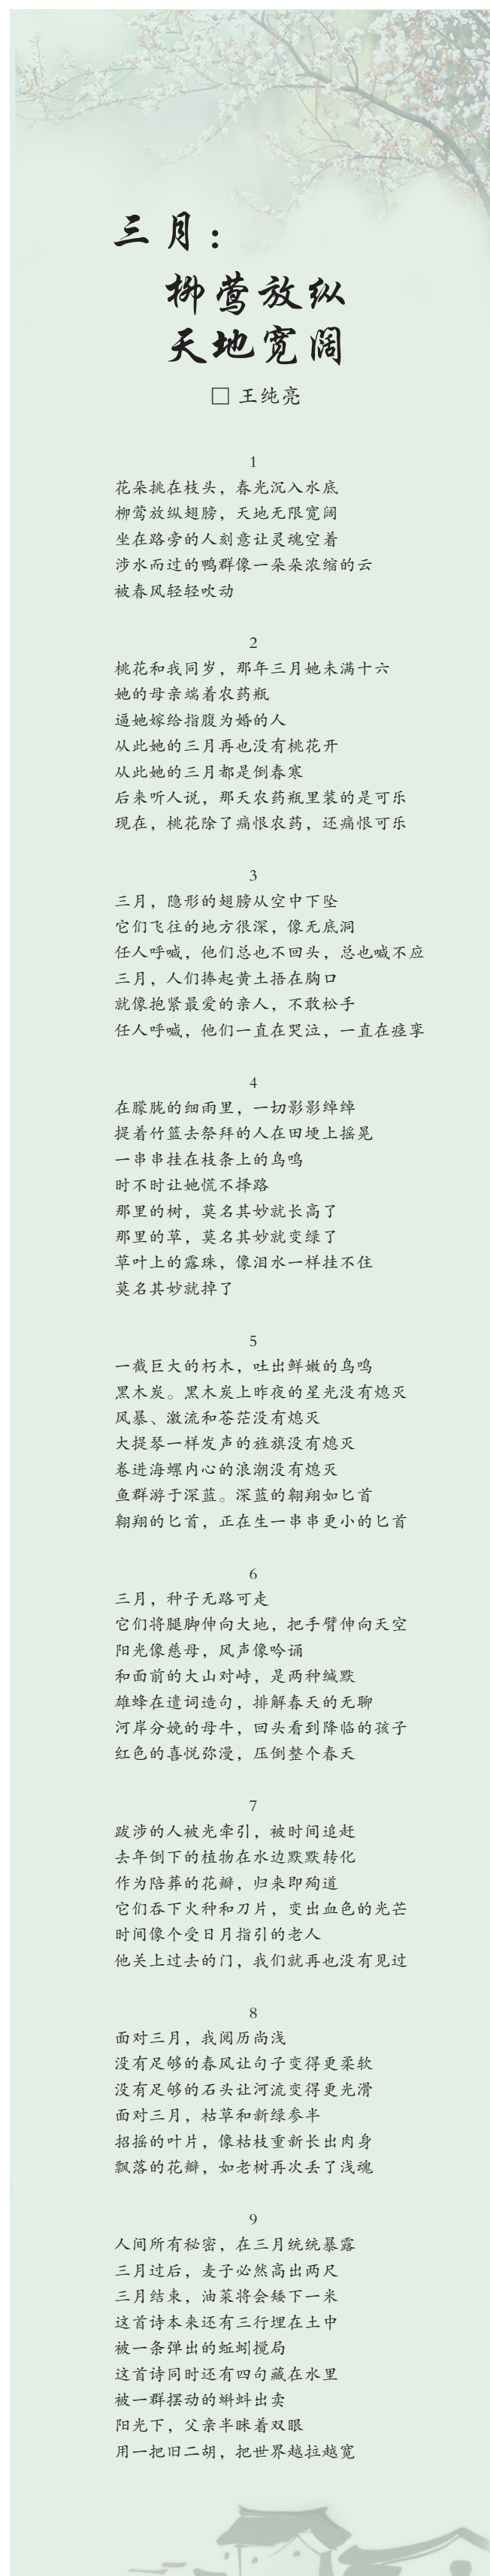 三月：
柳莺放纵
天地宽阔
□ 王纯亮
1
花朵挑在枝头，春光沉入水底
柳莺放纵翅膀，天地无限宽阔
坐在路旁的人刻意让灵魂空着
涉水而过的鸭群像一朵朵浓缩的云
被春风轻轻吹动
2
桃花和我同岁，那年三月她未满十六
她的母亲端着农药瓶
逼她嫁给指腹为婚的人
从此她的三月再也没有桃花开
从此她的三月都是倒春寒
后来听人说，那天农药瓶里装的是可乐
现在，桃花除了痛恨农药，还痛恨可乐
3
三月，隐形的翅膀从空中下坠
它们飞往的地方很深，像无底洞
任人呼喊，他们总也不回头，总也喊不应
三月，人们捧起黄土捂在胸口
就像抱紧最爱的亲人，不敢松手
任人呼喊，他们一直在哭泣，一直在痉挛
4
在朦胧的细雨里，一切影影绰绰
提着竹篮去祭拜的人在田埂上摇晃
一串串挂在枝条上的鸟鸣
时不时让她慌不择路
那里的树，莫名其妙就长高了
那里的草，莫名其妙就变绿了
草叶上的露珠，像泪水一样挂不住
莫名其妙就掉了
5
一截巨大的朽木，吐出鲜嫩的鸟鸣
黑木炭。黑木炭上昨夜的星光没有熄灭
风暴、激流和苍茫没有熄灭
大提琴一样发声的旌旗没有熄灭
卷进海螺内心的浪潮没有熄灭
鱼群游于深蓝。深蓝的翱翔如匕首
翱翔的匕首，正在生一串串更小的匕首
6
三月，种子无路可走
它们将腿脚伸向大地，把手臂伸向天空
阳光像慈母，风声像吟诵
和面前的大山对峙，是两种缄默
雄蜂在遣词造句，排解春天的无聊
河岸分娩的母牛，回头看到降临的孩子
红色的喜悦弥漫，压倒整个春天
7
跋涉的人被光牵引，被时间追赶
去年倒下的植物在水边默默转化
作为陪葬的花瓣，归来即殉道
它们吞下火种和刀片，变出血色的光芒
时间像个受日月指引的老人
他关上过去的门，我们就再也没有见过
8
面对三月，我阅历尚浅
没有足够的春风让句子变得更柔软
没有足够的石头让河流变得更光滑
面对三月，枯草和新绿参半
招摇的叶片，像枯枝重新长出肉身
飘落的花瓣，如老树再次丢了浅魂
9
人间所有秘密，在三月统统暴露
三月过后，麦子必然高出两尺
三月结束，油菜将会矮下一米
这首诗本来还有三行埋在土中
被一条弹出的蚯蚓搅局
这首诗同时还有四句藏在水里
被一群摆动的蝌蚪出卖
阳光下，父亲半眯着双眼
用一把旧二胡，把世界越拉越宽